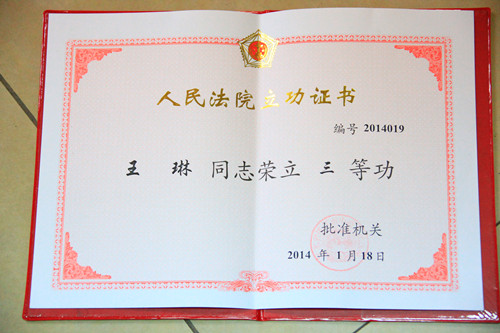 人民法院立功证书
编号 2014019
王 琳 同志荣立 三 等功
批准机关
2014 年 1 月 18 日